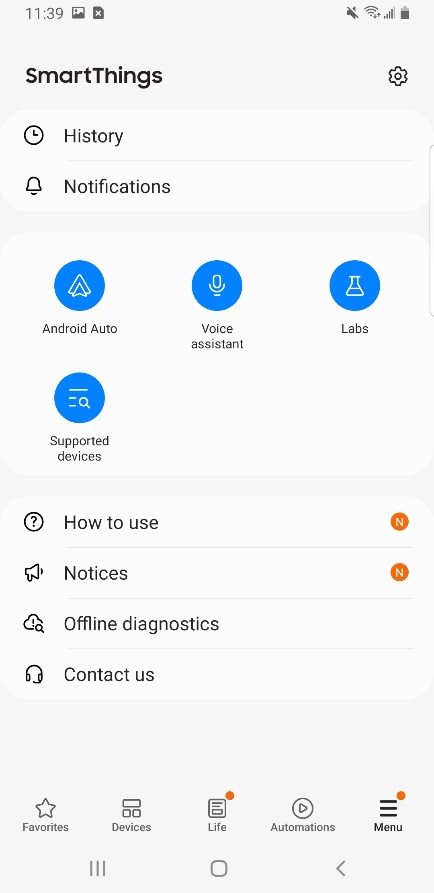 11:39
SmartThings
History
Notifications
Android Auto
Voice
assistant
Labs
Supported
devices
How to use
N
Notices
N
Offline diagnostics
Contact us
Favorites
Devices
Life
Automations
Menu